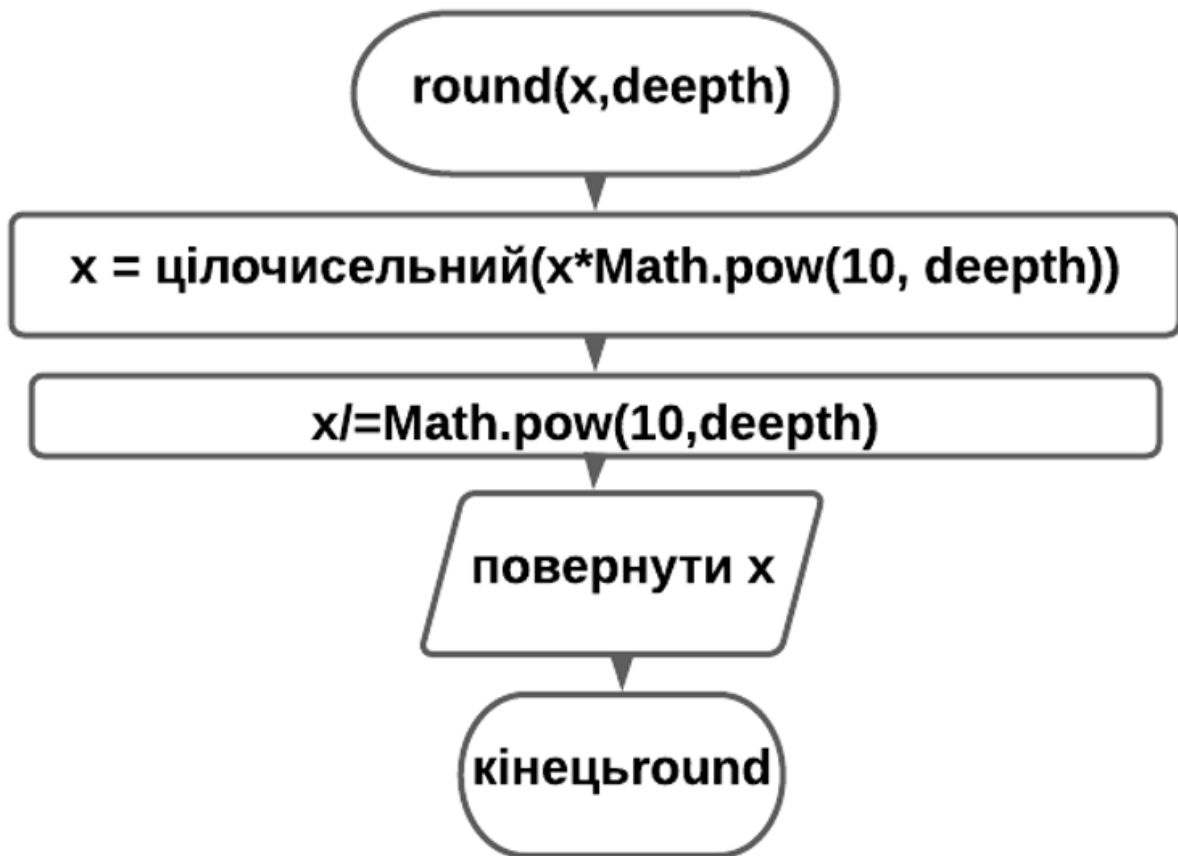 round(x,deepth)
x = цілочисельний(x*Math.pow(10, deepth))
x/=Math.pow(10,deepth)
повернути x
кінецьround